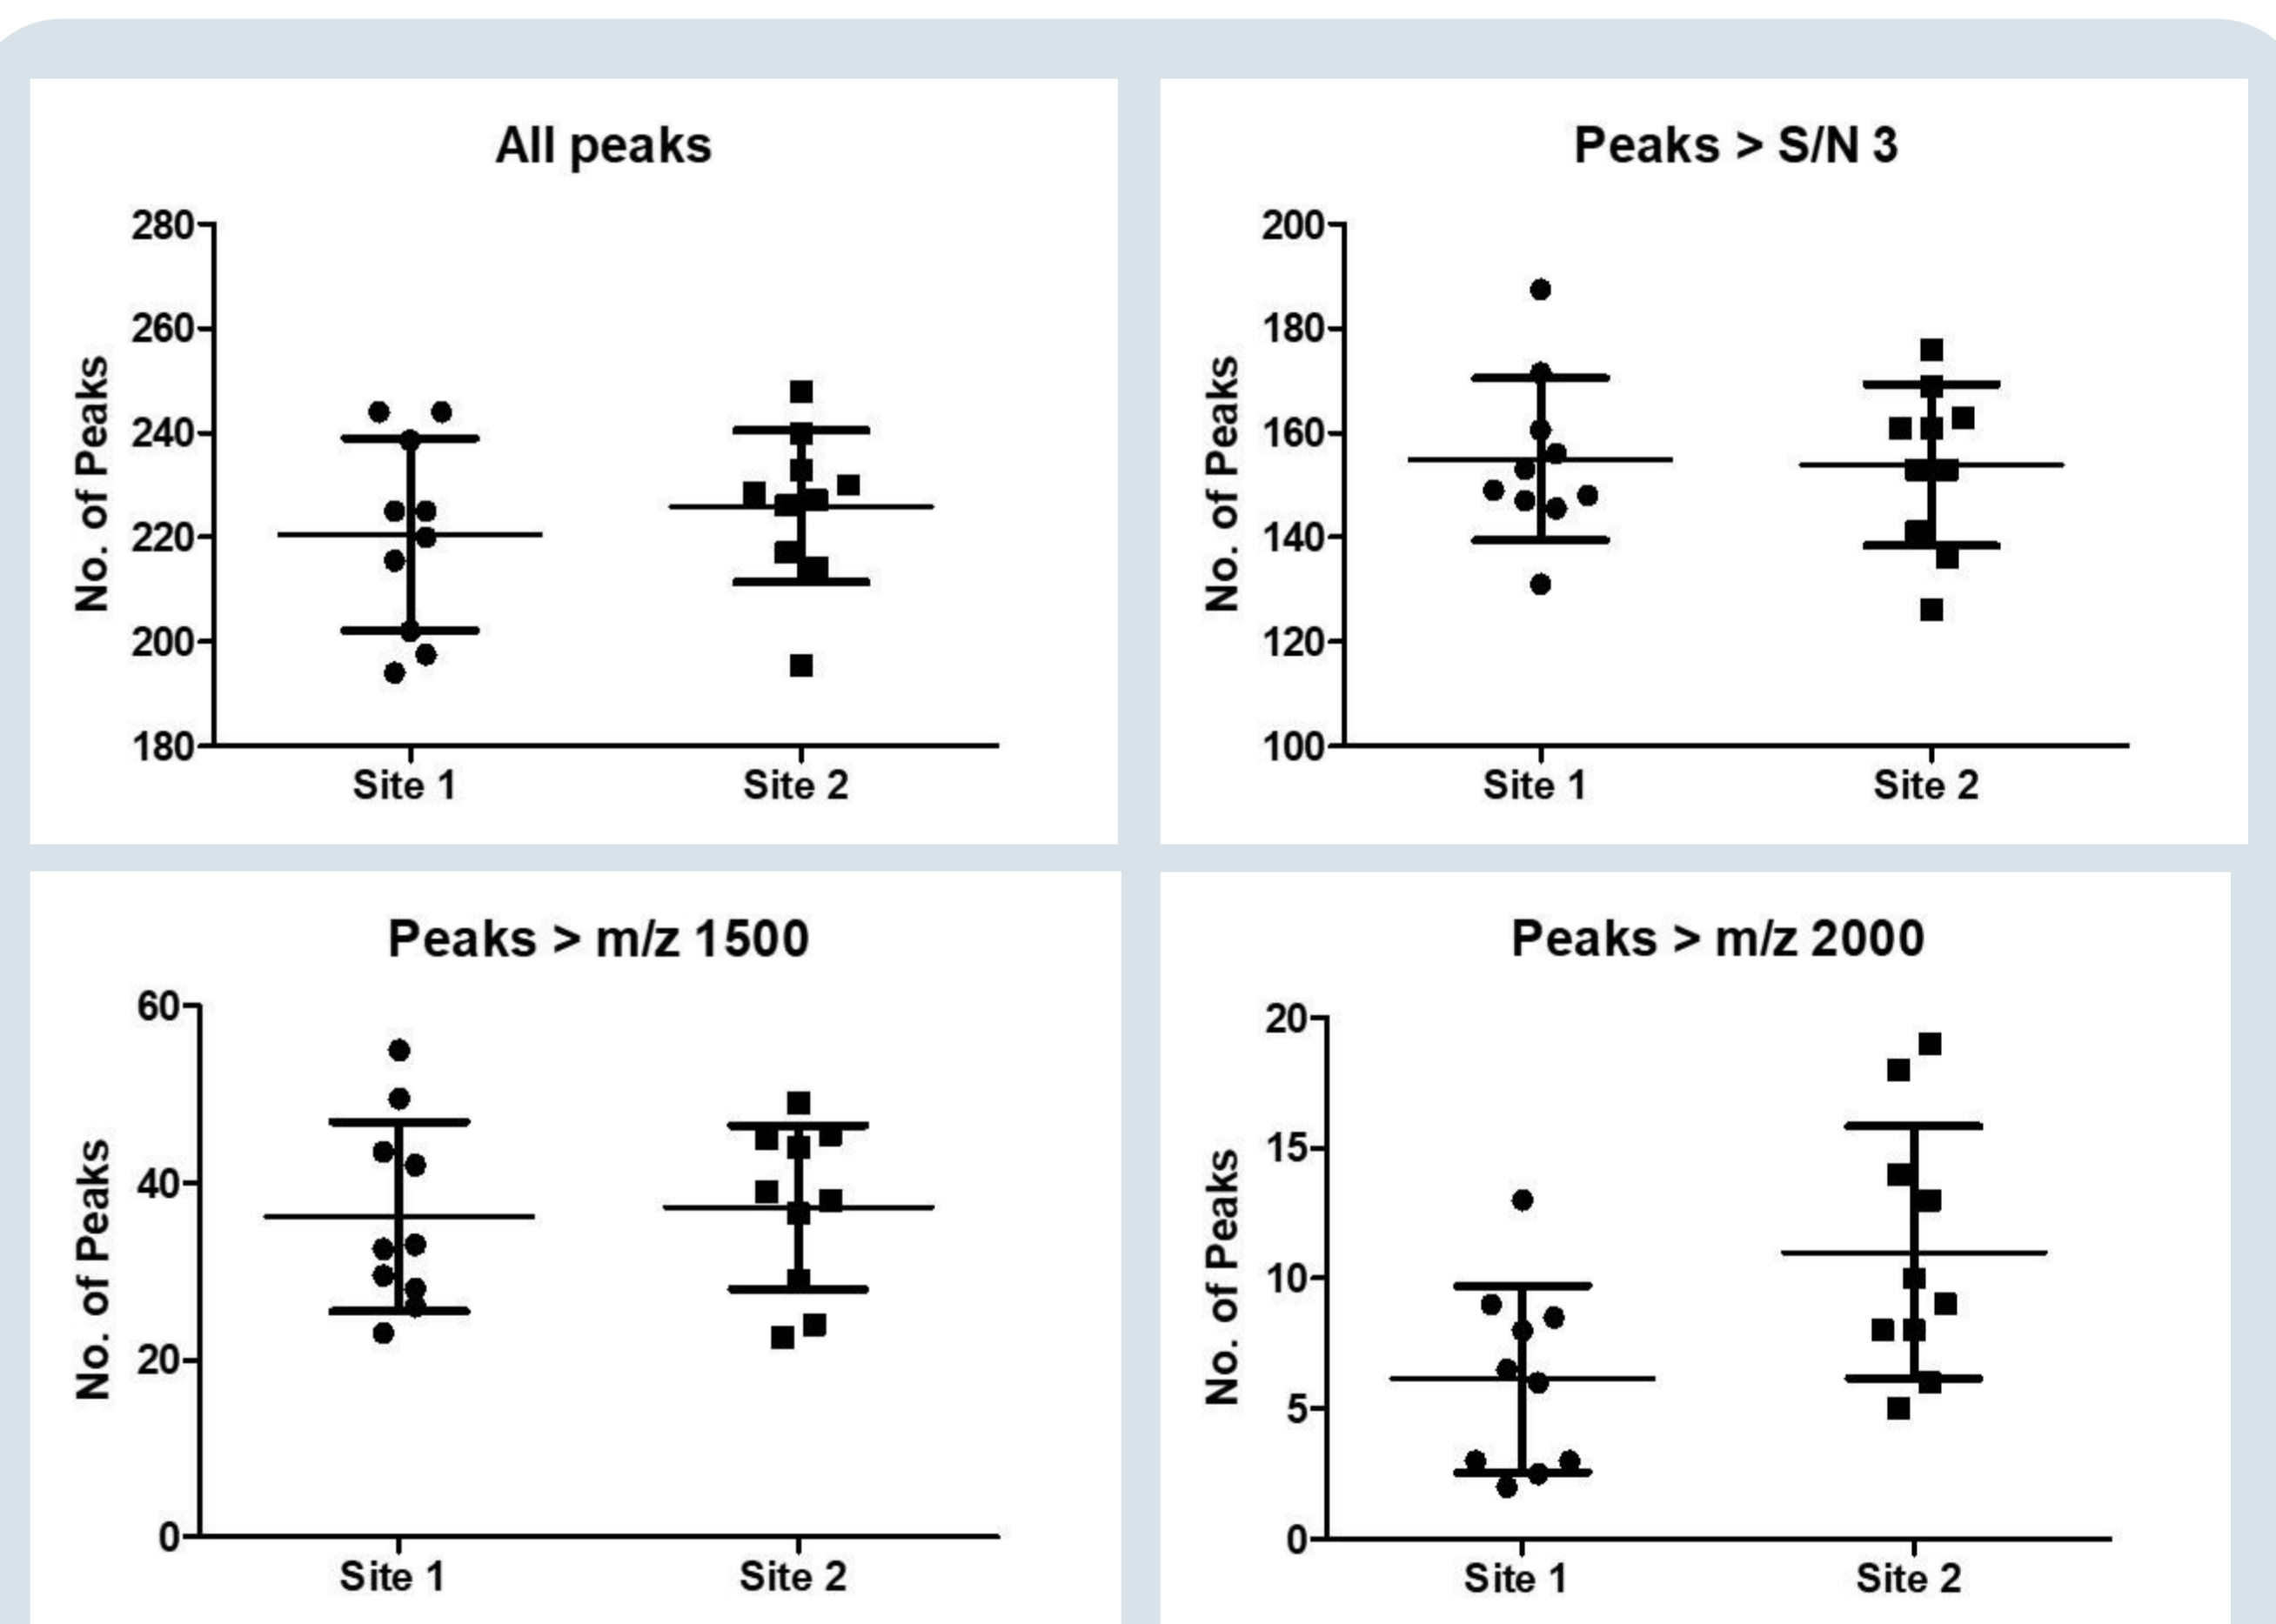 All peaks
No. of Peaks
280
260
240
220
200
180
Site 1
Site 2
Peaks > S/N 3
No. of Peaks
200
180
160
140
120
100
Site 1
Site 2
Peaks > m/z 1500
No. of Peaks
60
40
20
0
Site 1
Site 2
Peaks > m/z 2000
No. of Peaks
20
15
10
5
0
Site 1
Site 2